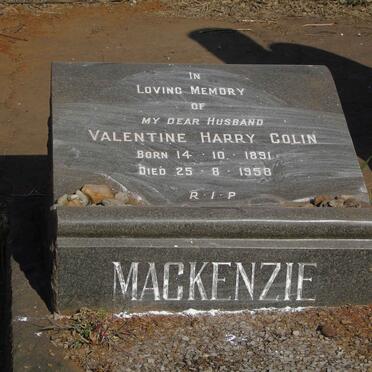 IN
LOVING MEMORY
OF
MY DEAR HUSBAND
VALENTINE HARRY COLIN
BORN 14 · 10 · 1891
DIED 25 · 8 · 1958
R · I · P
MACKENZIE